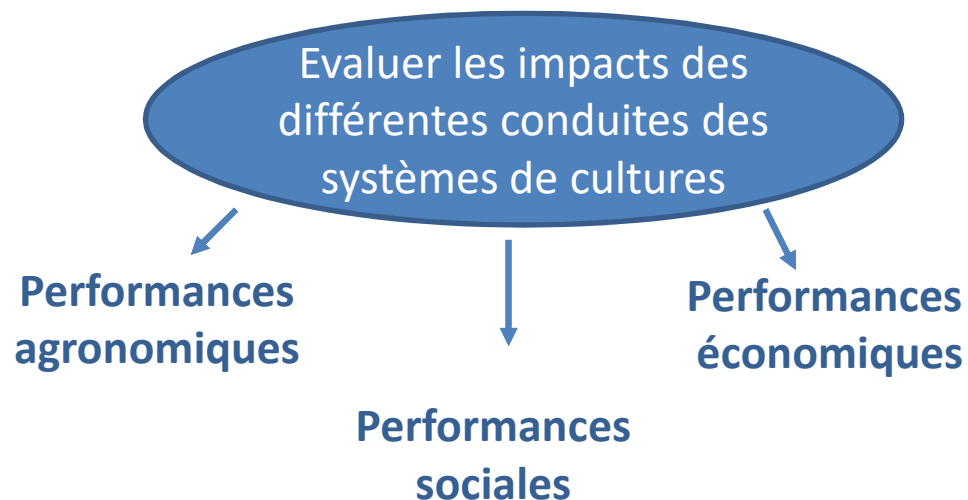 Evaluer les impacts des
différentes conduites des
systèmes de cultures
Performances
agronomiques
Performances
sociales
Performances
économiques